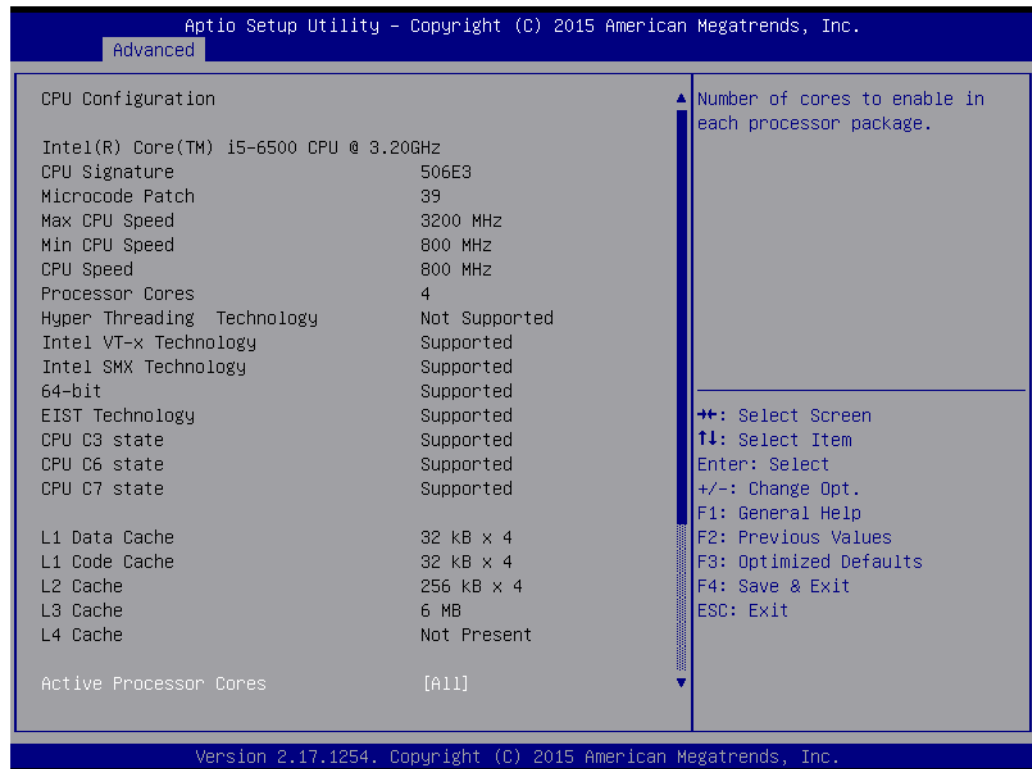 Aptio Setup Utility – Copyright (C) 2015 American Megatrends, Inc.
Advanced
CPU Configuration
Intel(R) Core(TM) i5-6500 CPU @ 3.20GHz
CPU Signature 506E3
Microcode Patch 39
Max CPU Speed 3200 MHz
Min CPU Speed 800 MHz
CPU Speed 800 MHz
Processor Cores 4
Hyper Threading Technology Not Supported
Intel VT-x Technology Supported
Intel SMX Technology Supported
64-bit Supported
EIST Technology Supported
CPU C3 state Supported
CPU C6 state Supported
CPU C7 state Supported
L1 Data Cache 32 kB x 4
L1 Code Cache 32 kB x 4
L2 Cache 256 kB x 4
L3 Cache 6 MB
L4 Cache Not Present
Active Processor Cores [All]
Number of cores to enable in
each processor package.
→←: Select Screen
↑↓: Select Item
Enter: Select
+/-: Change Opt.
F1: General Help
F2: Previous Values
F3: Optimized Defaults
F4: Save & Exit
ESC: Exit
Version 2.17.1254. Copyright (C) 2015 American Megatrends, Inc.